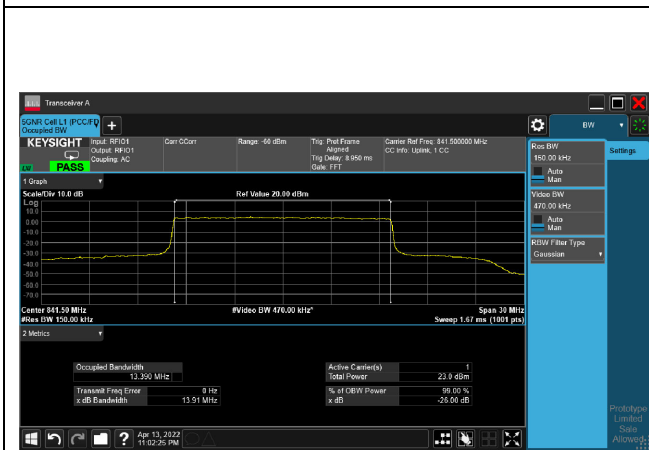 Transceiver A
5GNR Cell L1 (PCC/FD
Occupied BW
BW
KEYSIGHT
Input: RFIO1
Output: RFIO1
Coupling: AC
Carr CCorr
Range: -60 dBm
Trig: Pret Frame
Aligned
Trig Delay: 8.950 ms
Gate: FFT
Carrier Ref Freq: 841.500000 MHz
CC Info: Uplink, 1 CC
PASS
Res BW
150.00 kHz
Auto
Man
Settings
Video BW
470.00 kHz
Auto
Man
RBW Filter Type
Gaussian
1 Graph
Scale/Div 10.0 dB
Ref Value 20.00 dBm
Log
10.0
0.00
-10.0
-20.0
-30.0
-40.0
-50.0
-60.0
-70.0
Center 841.50 MHz
#Video BW 470.00 kHz*
Span 30 MHz
#Res BW 150.00 kHz
Sweep 1.67 ms (1001 pts)
2 Metrics
Occupied Bandwidth
13.390 MHz
Active Carrier(s) 1
Total Power 23.0 dBm
Transmit Freq Error 0 Hz
x dB Bandwidth 13.91 MHz
% of OBW Power 99.00 %
x dB -26.00 dB
Prototype
Limited
Sale
Allowed
Apr 13, 2022
11:02:25 PM